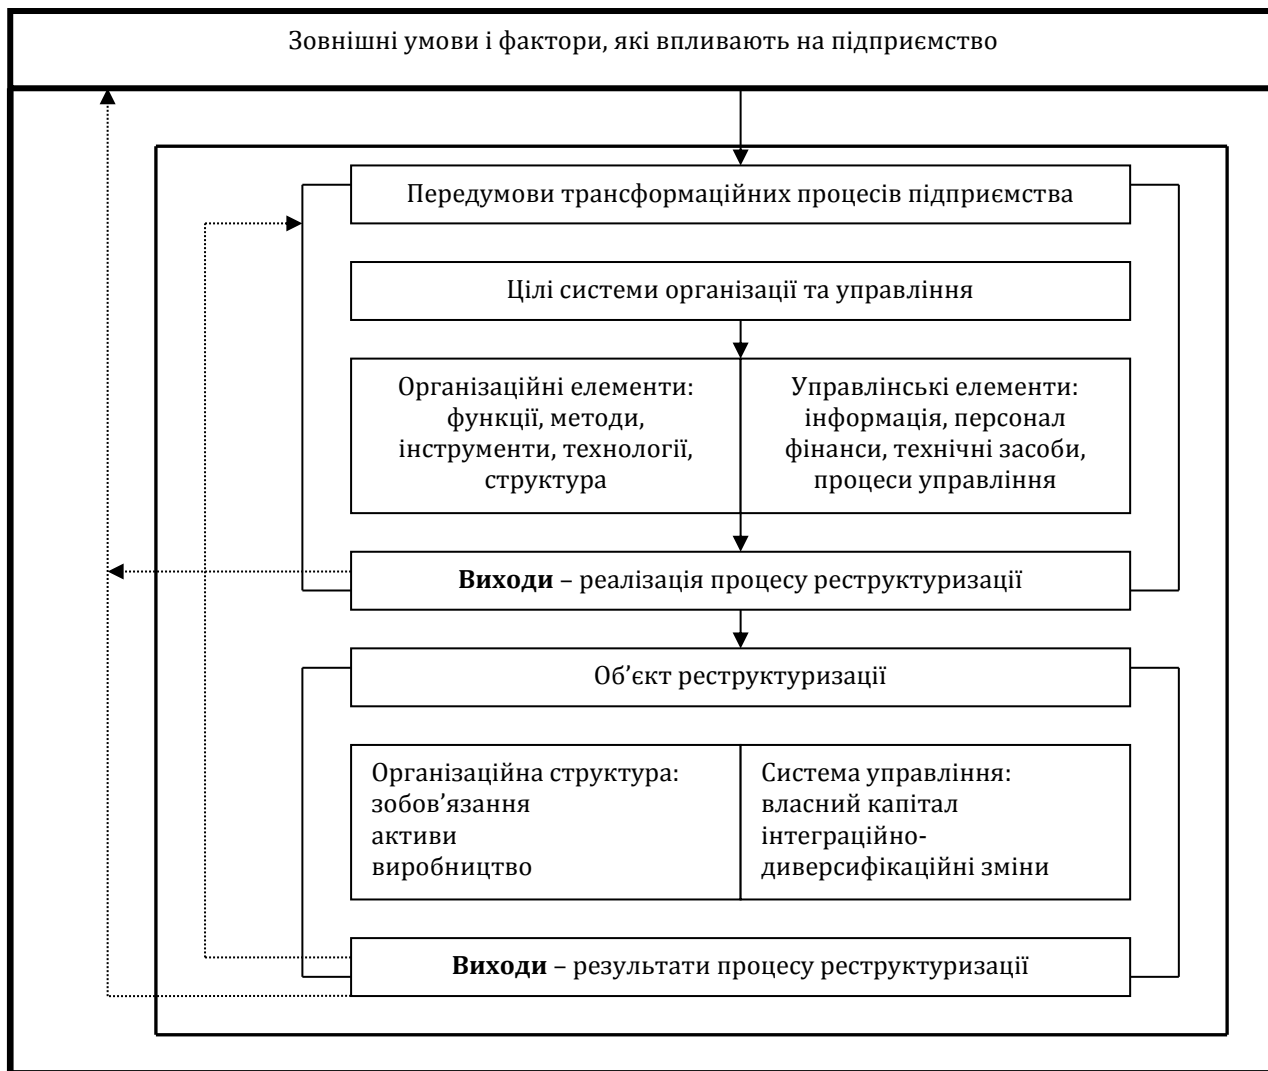 Зовнішні умови і фактори, які впливають на підприємство
Передумови трансформаційних процесів підприємства
Цілі системи організації та управління
Організаційні елементи:
функції, методи,
інструменти, технології,
структура
Управлінські елементи:
інформація, персонал
фінанси, технічні засоби,
процеси управління
Виходи – реалізація процесу реструктуризації
Об’єкт реструктуризації
Організаційна структура:
зобов’язання
активи
виробництво
Система управління:
власний капітал
інтеграційно-
диверсифікаційні зміни
Виходи – результати процесу реструктуризації